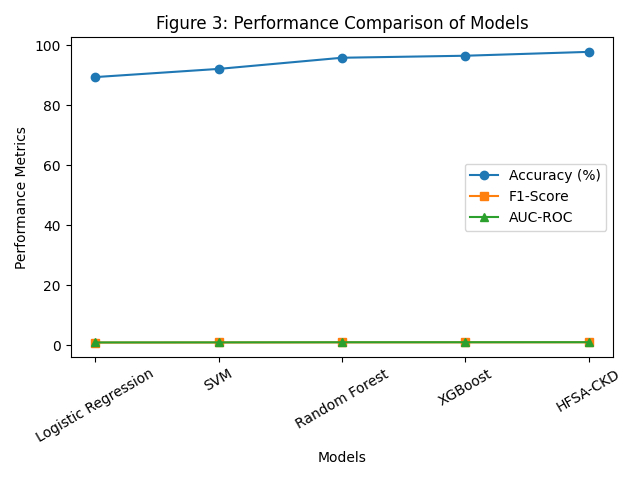 Figure 3: Performance Comparison of Models
Performance Metrics
100
80
60
40
20
0
Accuracy (%)
F1-Score
AUC-ROC
Logistic Regression
SVM
Random Forest
XGBoost
HFSA-CKD
Models